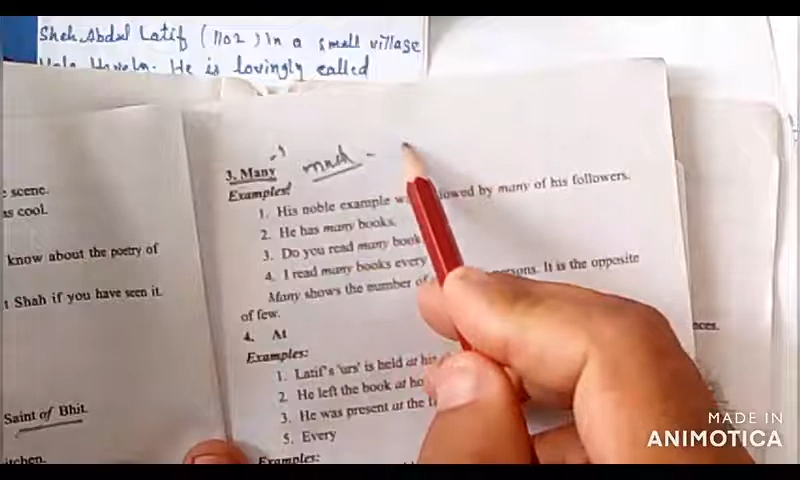 Shah Abdul Latif (1102) in a small village
He is lovingly called
e scene.
as cool.
know about the poetry of
t Shah if you have seen it.
Saint of Bhit.
itchen.
3. Many
much -
Examples:
1. His noble example followed by many of his followers.
2. He has many books.
3. Do you read many book
4. I read many books every
Many shows the number of persons. It is the opposite
of few.
4. At
Examples:
1. Latif's 'urs' is held at his
2. He left the book at ho
3. He was present at the
5. Every
Examples:
nces.
MADE IN
ANIMOTICA